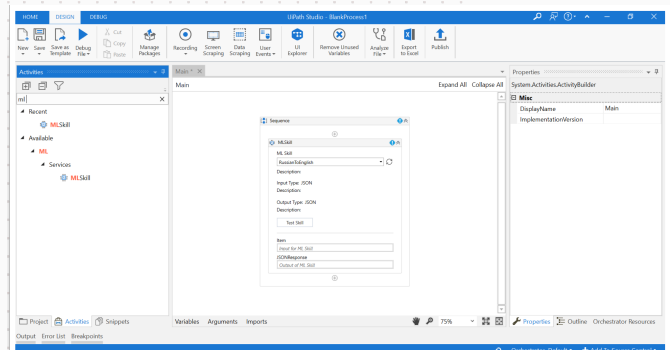 UiPath Studio - BlankProcess1
HOME DESIGN DEBUG
Cut
Copy
Paste
New Save Save as Template Debug File Manage Packages Recording Screen Scraping Data Scraping User Events UI Explorer Remove Unused Variables Analyze File Export to Excel Publish
Activities
Main * ×
Properties
Main Expand All Collapse All
System.Activities.ActivityBuilder
ml
Misc
Recent
DisplayName Main
MLSkill
ImplementationVersion
Available
ML
Services
MLSkill
Sequence
MLSkill
ML Skill
RussianToEnglish
Description:
Input Type: JSON
Description:
Output Type: JSON
Description:
Test Skill
Item
Input for ML Skill
JSONResponse
Output of ML Skill
Project Activities Snippets
Variables Arguments Imports 75%
Properties Outline Orchestrator Resources
Output Error List Breakpoints